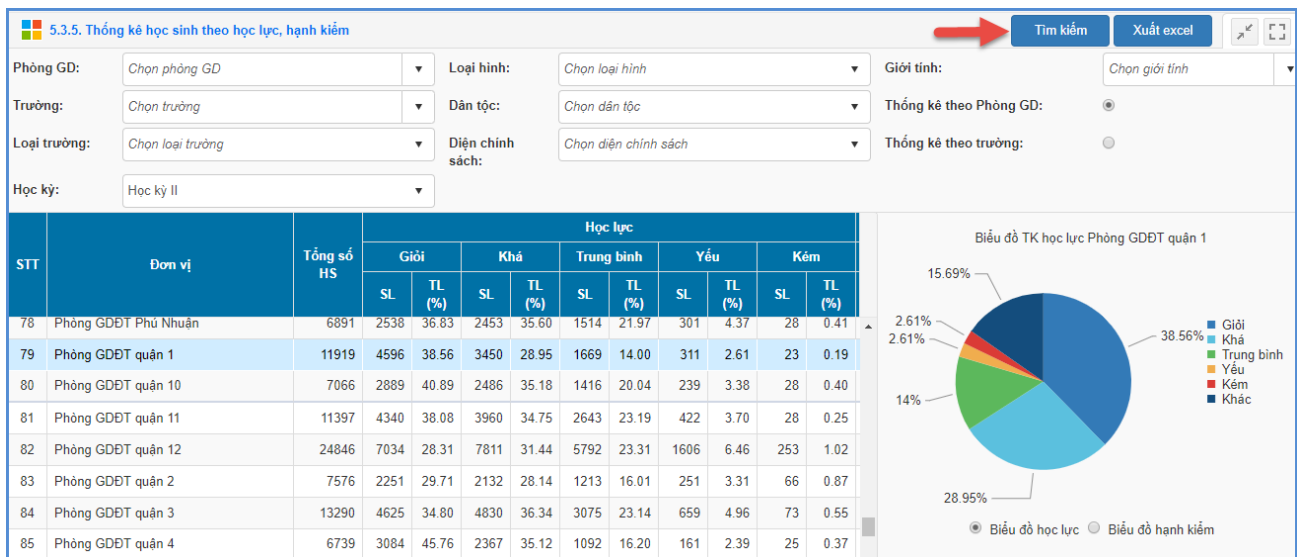 5.3.5. Thống kê học sinh theo học lực, hạnh kiểm
Tìm kiếm
Xuất excel
Phòng GD:
Chọn phòng GD
Loại hình:
Chọn loại hình
Giới tính:
Chọn giới tính
Trường:
Chọn trường
Dân tộc:
Chọn dân tộc
Thống kê theo Phòng GD:
Loại trường:
Chọn loại trường
Diện chính
sách:
Chọn diện chính sách
Thống kê theo trường:
Học kỳ:
Học kỳ II
STT Đơn vị Tổng số
HS
Học lực
Giỏi Khá Trung bình Yếu Kém
SL TL
(%) SL TL
(%) SL TL
(%) SL TL
(%) SL TL
(%)
78 Phòng GDĐT Phú Nhuận 6891 2538 36.83 2453 35.60 1514 21.97 301 4.37 28 0.41
79 Phòng GDĐT quận 1 11919 4596 38.56 3450 28.95 1669 14.00 311 2.61 23 0.19
80 Phòng GDĐT quận 10 7066 2889 40.89 2486 35.18 1416 20.04 239 3.38 28 0.40
81 Phòng GDĐT quận 11 11397 4340 38.08 3960 34.75 2643 23.19 422 3.70 28 0.25
82 Phòng GDĐT quận 12 24846 7034 28.31 7811 31.44 5792 23.31 1606 6.46 253 1.02
83 Phòng GDĐT quận 2 7576 2251 29.71 2132 28.14 1213 16.01 251 3.31 66 0.87
84 Phòng GDĐT quận 3 13290 4625 34.80 4830 36.34 3075 23.14 659 4.96 73 0.55
85 Phòng GDĐT quận 4 6739 3084 45.76 2367 35.12 1092 16.20 161 2.39 25 0.37
Biểu đồ TK học lực Phòng GDĐT quận 1
15.69%
2.61%
2.61%
14%
28.95%
38.56%
Giỏi
Khá
Trung bình
Yếu
Kém
Khác
Biểu đồ học lực
Biểu đồ hạnh kiểm